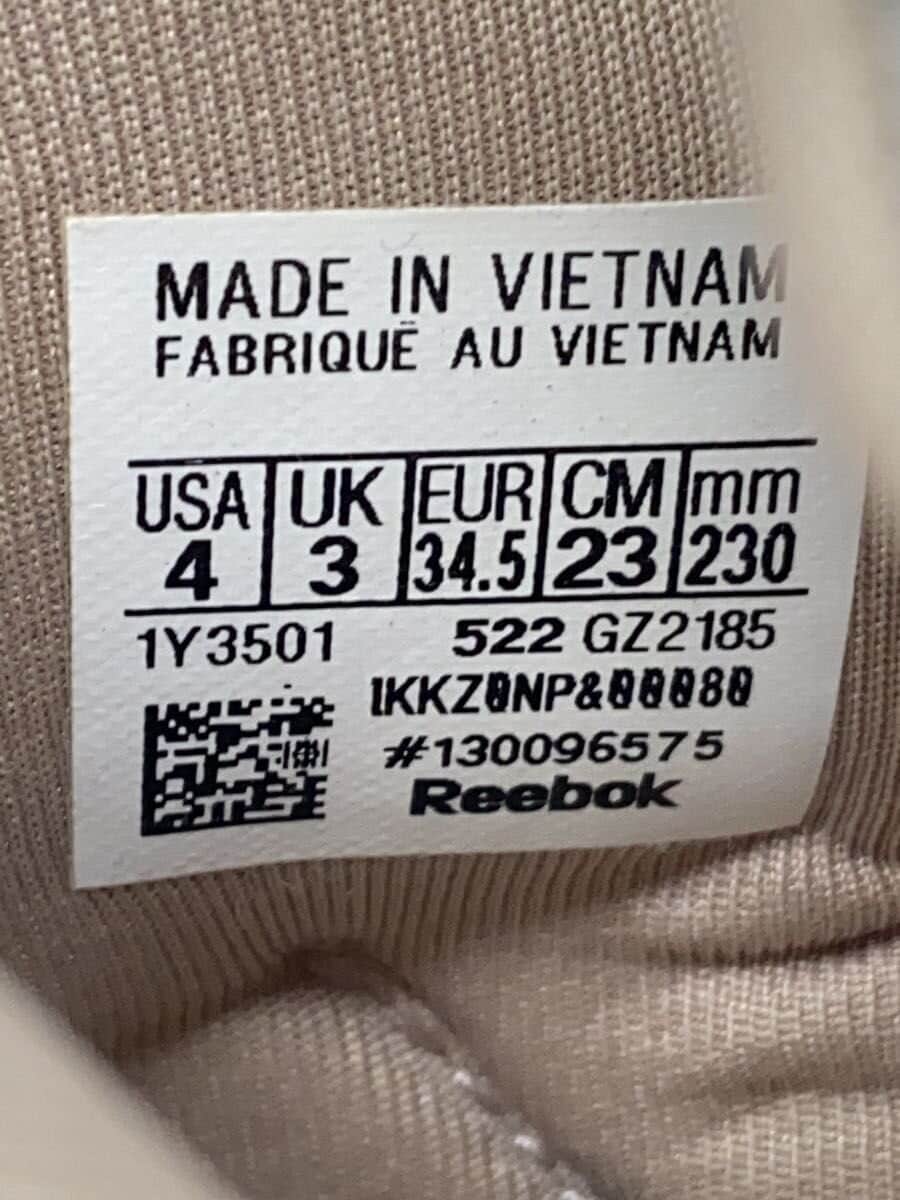 MADE IN VIETNAM
FABRIQUÉ AU VIETNAM
USA UK EUR CM mm
4 3 34.5 23 230
1Y3501 522 GZ2185
1KKZ0NP&00080
#130096575
Reebok